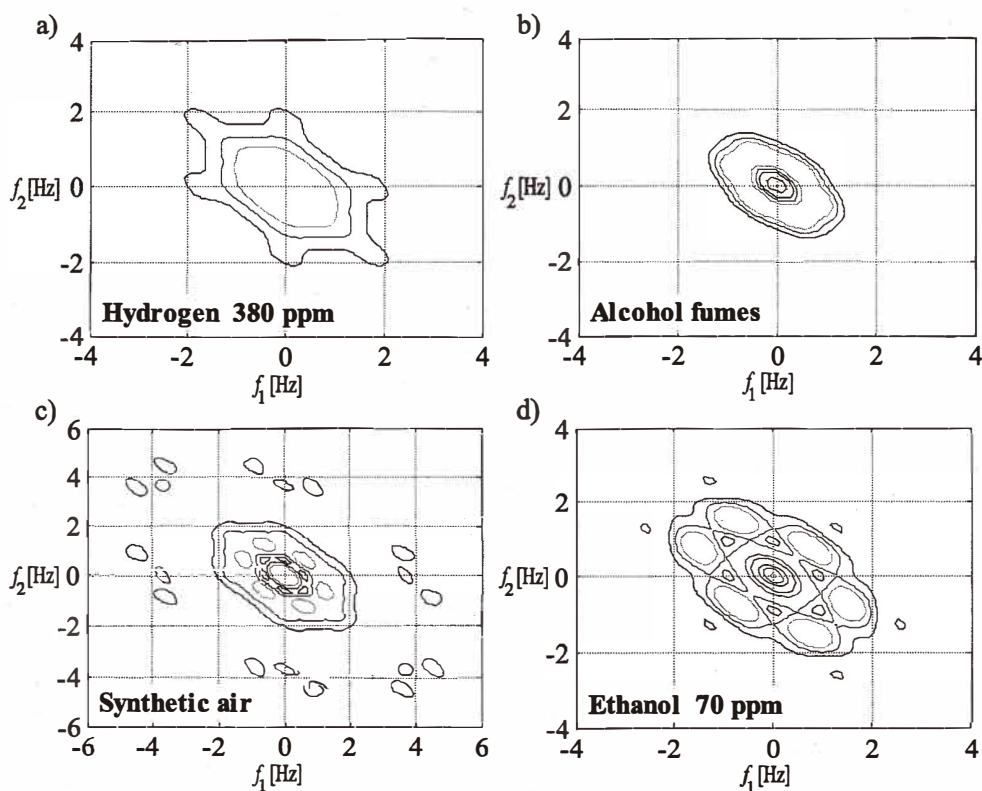 a)
4
2
f₂[Hz] 0
-2
-4
Hydrogen 380 ppm
-4 -2 0 2 4
f₁[Hz]
b)
4
2
f₂[Hz] 0
-2
-4
Alcohol fumes
-4 -2 0 2 4
f₁[Hz]
c)
6
4
2
f₂[Hz] 0
-2
-4
-6
Synthetic air
-6 -4 -2 0 2 4 6
f₁[Hz]
d)
4
2
f₂[Hz] 0
-2
-4
Ethanol 70 ppm
-4 -2 0 2 4
f₁[Hz]